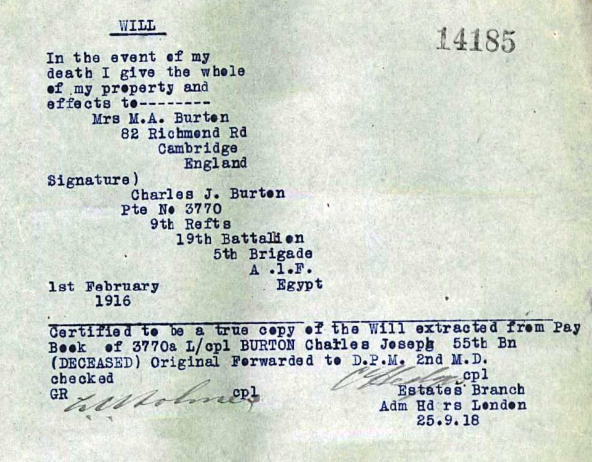 WILL
14185
In the event of my
death I give the whole
of my property and
effects to--------
Mrs M.A. Burton
82 Richmond Rd
Cambridge
England
Signature)
Charles J. Burton
Pte No 3770
9th Refts
19th Battalion
5th Brigade
A .I.F.
1st February Egypt
1916
Certified to be a true copy of the Will extracted from Pay
Book of 3770a L/cpl BURTON Charles Joseph 55th Bn
(DECEASED) Original Forwarded to D.P.M. 2nd M.D.
checked cpl
GR cpl Estates Branch
Adm Hd rs London
25.9.18